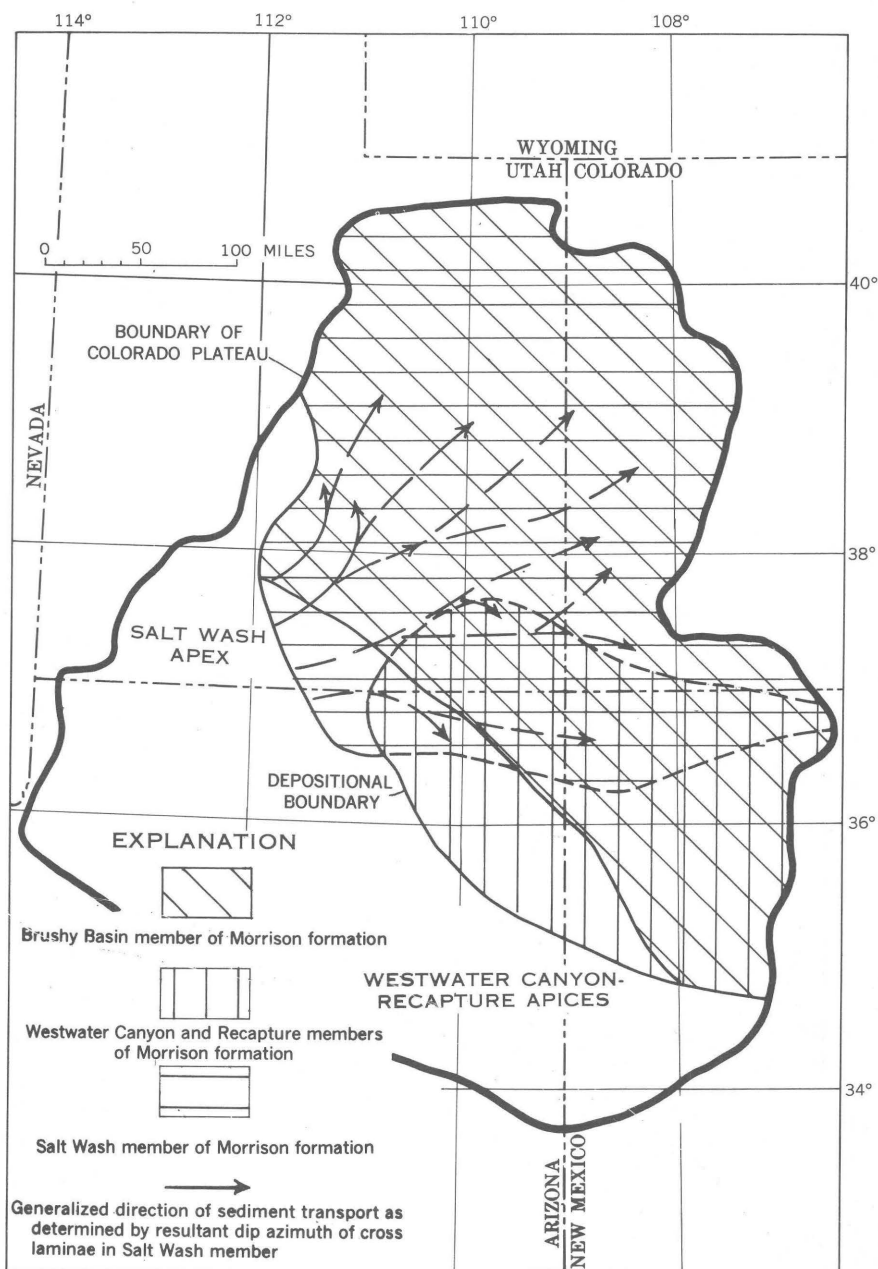 114°
112°
110°
108°
WYOMING
UTAH COLORADO
0 50 100 MILES
40°
BOUNDARY OF
COLORADO PLATEAU
NEVADA
38°
SALT WASH
APEX
DEPOSITIONAL
BOUNDARY
36°
EXPLANATION
Brushy Basin member of Morrison formation
WESTWATER CANYON-
RECAPTURE APICES
Westwater Canyon and Recapture members
of Morrison formation
34°
Salt Wash member of Morrison formation
ARIZONA
NEW MEXICO
Generalized direction of sediment transport as
determined by resultant dip azimuth of cross
laminae in Salt Wash member